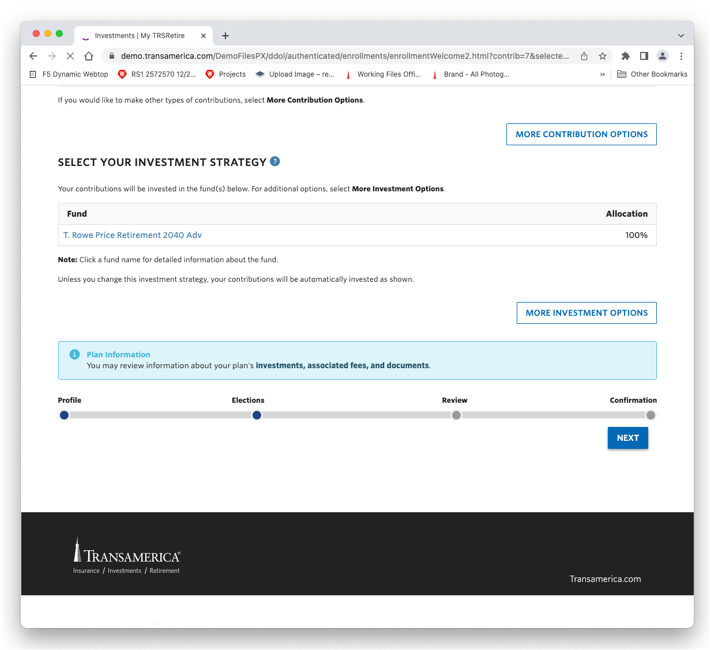 Investments | My TRSRetire
demo.transamerica.com/DemoFilesPX/ddol/authenticated/enrollments/enrollmentWelcome2.html?contrib=7&selecte...
F5 Dynamic Webtop RS1 2572570 12/2... Projects Upload Image – re... Working Files Offi... Brand - All Photog... » Other Bookmarks
If you would like to make other types of contributions, select More Contribution Options.
MORE CONTRIBUTION OPTIONS
SELECT YOUR INVESTMENT STRATEGY ?
Your contributions will be invested in the fund(s) below. For additional options, select More Investment Options.
Fund Allocation
T. Rowe Price Retirement 2040 Adv 100%
Note: Click a fund name for detailed information about the fund.
Unless you change this investment strategy, your contributions will be automatically invested as shown.
MORE INVESTMENT OPTIONS
Plan Information
You may review information about your plan's investments, associated fees, and documents.
Profile Elections Review Confirmation
NEXT
TRANSAMERICA®
Insurance / Investments / Retirement
Transamerica.com